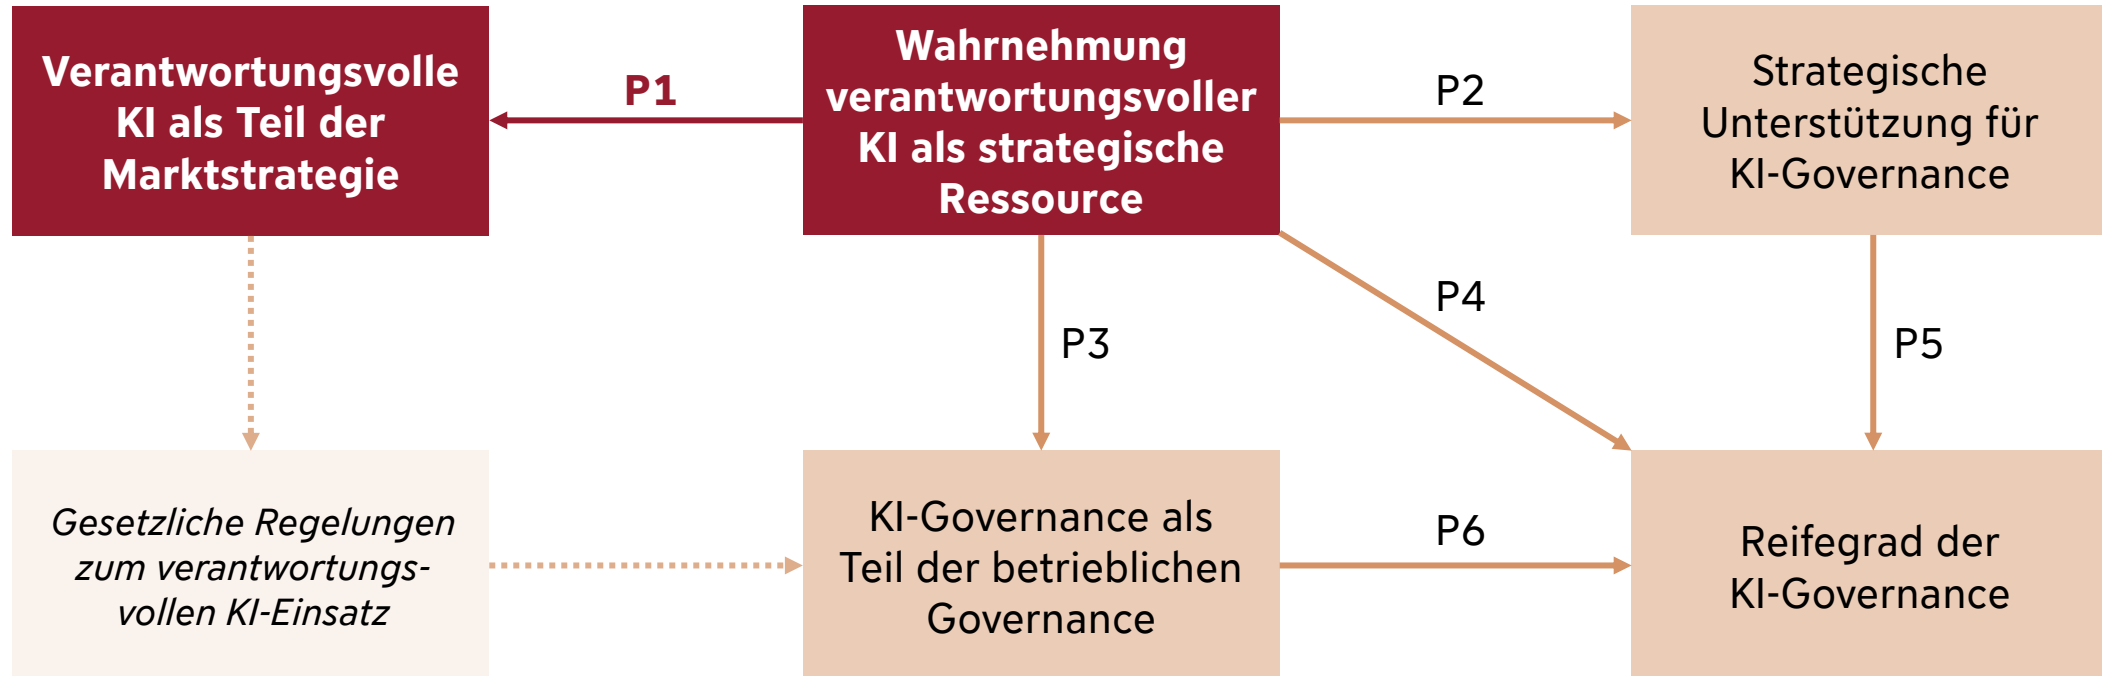 Verantwortungsvolle
KI als Teil der
Marktstrategie
P1
Wahrnehmung
verantwortungsvoller
KI als strategische
Ressource
P2
Strategische
Unterstützung für
KI-Governance
P3
P4
P5
Gesetzliche Regelungen
zum verantwortungs-
vollen KI-Einsatz
KI-Governance als
Teil der betrieblichen
Governance
P6
Reifegrad der
KI-Governance